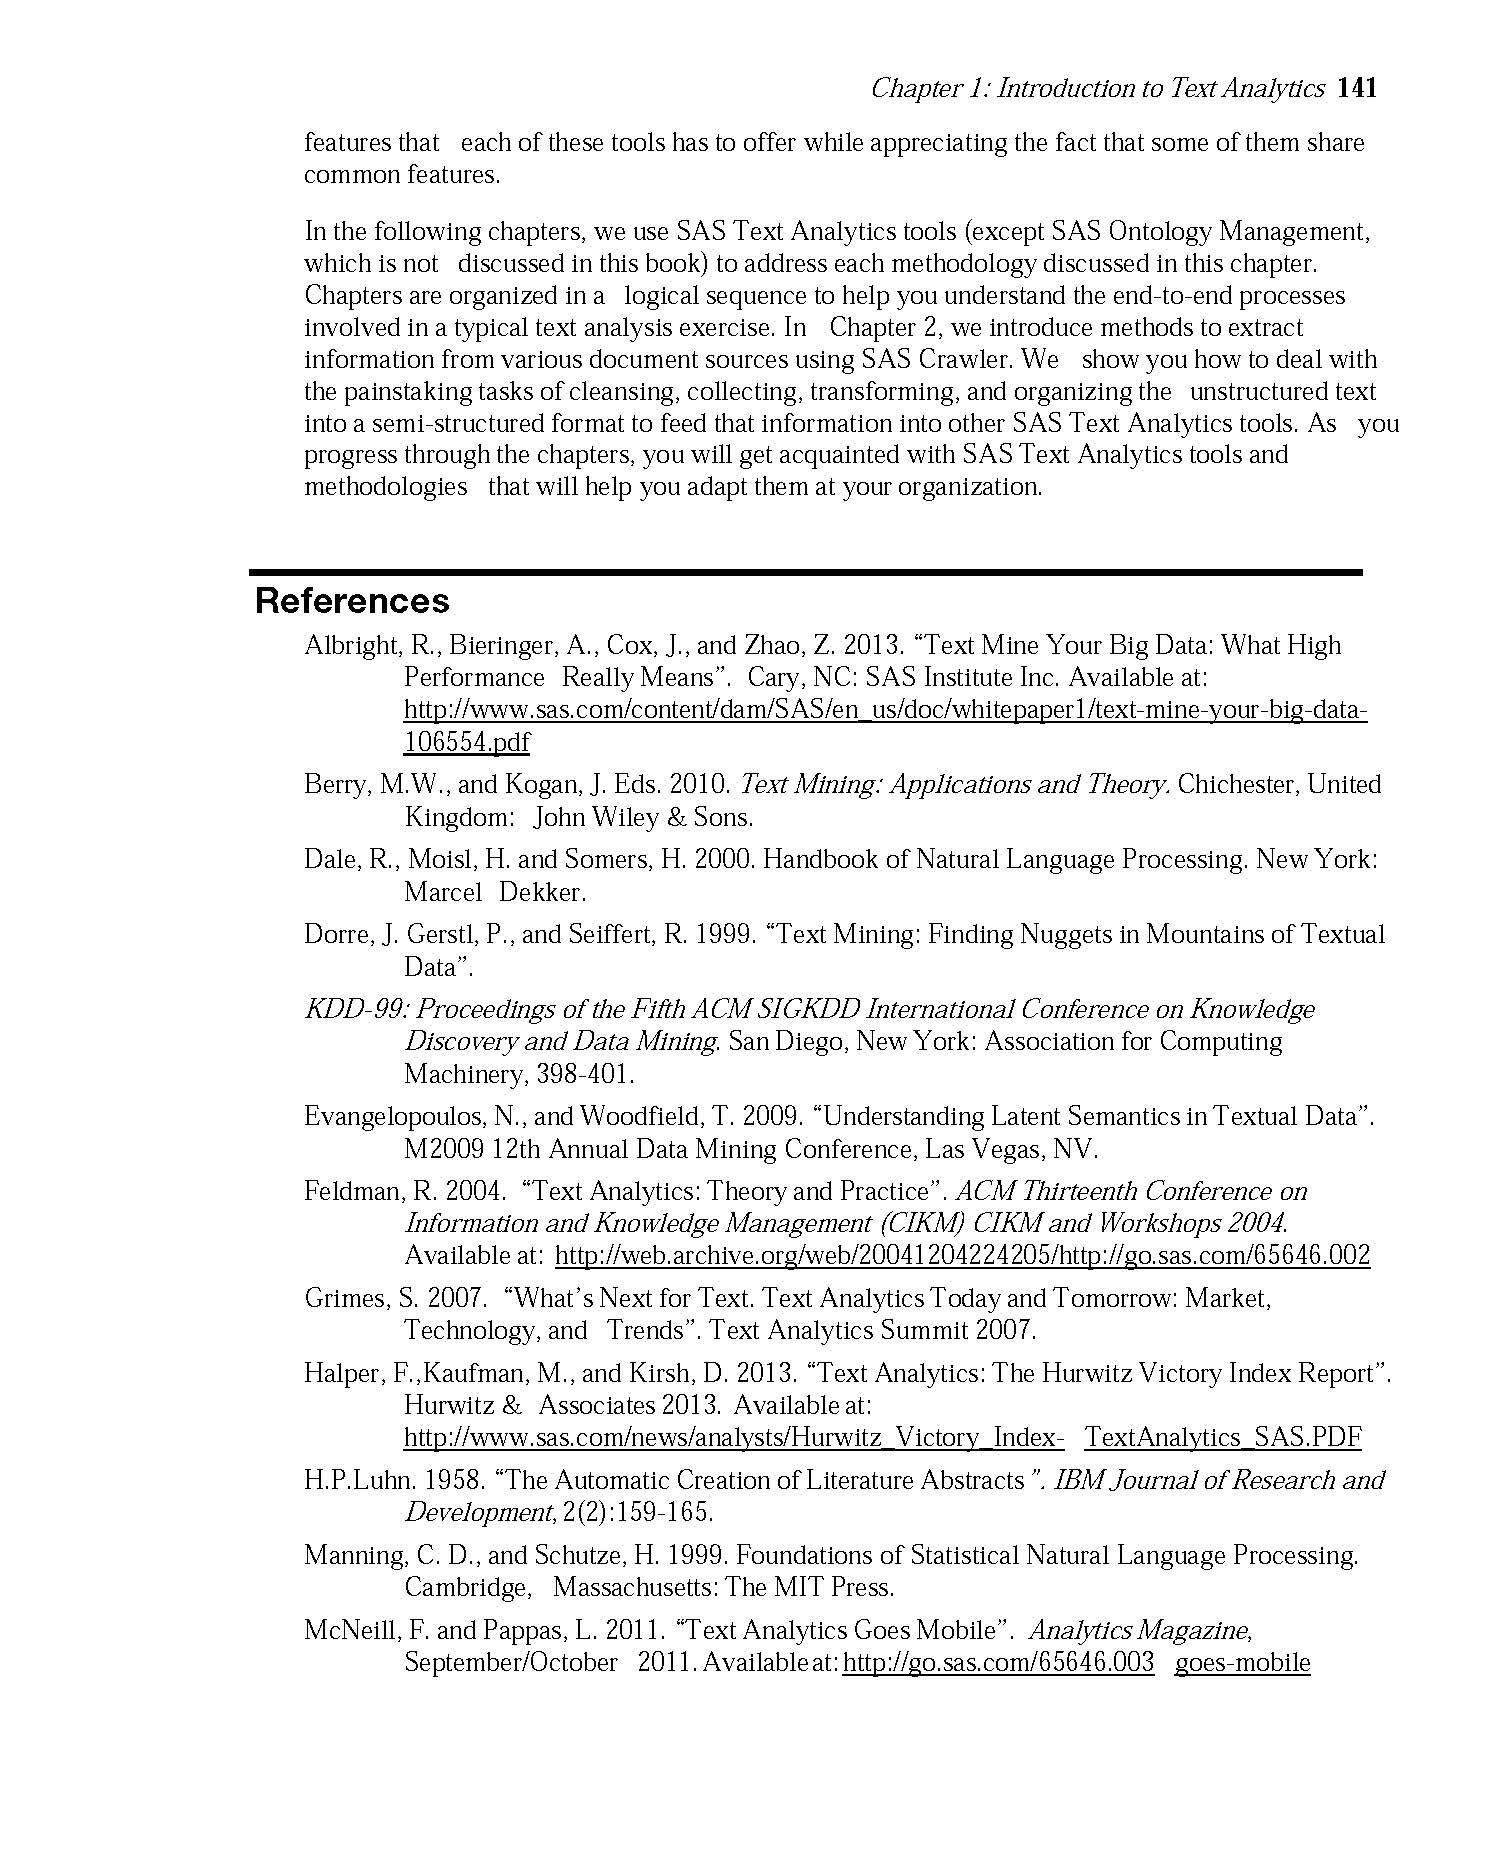 Chapter 1: Introduction to Text Analytics 141
features that each of these tools has to offer while appreciating the fact that some of them share
common features.
In the following chapters, we use SAS Text Analytics tools (except SAS Ontology Management,
which is not discussed in this book) to address each methodology discussed in this chapter.
Chapters are organized in a logical sequence to help you understand the end-to-end processes
involved in a typical text analysis exercise. In Chapter 2, we introduce methods to extract
information from various document sources using SAS Crawler. We show you how to deal with
the painstaking tasks of cleansing, collecting, transforming, and organizing the unstructured text
into a semi-structured format to feed that information into other SAS Text Analytics tools. As you
progress through the chapters, you will get acquainted with SAS Text Analytics tools and
methodologies that will help you adapt them at your organization.
References
Albright, R., Bieringer, A., Cox, J., and Zhao, Z. 2013. “Text Mine Your Big Data: What High
Performance Really Means”. Cary, NC: SAS Institute Inc. Available at:
http://www.sas.com/content/dam/SAS/en_us/doc/whitepaper1/text-mine-your-big-data-
106554.pdf
Berry, M.W., and Kogan, J. Eds. 2010. Text Mining: Applications and Theory. Chichester, United
Kingdom: John Wiley & Sons.
Dale, R., Moisl, H. and Somers, H. 2000. Handbook of Natural Language Processing. New York:
Marcel Dekker.
Dorre, J. Gerstl, P., and Seiffert, R. 1999. “Text Mining: Finding Nuggets in Mountains of Textual
Data”.
KDD-99: Proceedings of the Fifth ACM SIGKDD International Conference on Knowledge
Discovery and Data Mining. San Diego, New York: Association for Computing
Machinery, 398-401.
Evangelopoulos, N., and Woodfield, T. 2009. “Understanding Latent Semantics in Textual Data”.
M2009 12th Annual Data Mining Conference, Las Vegas, NV.
Feldman, R. 2004. “Text Analytics: Theory and Practice”. ACM Thirteenth Conference on
Information and Knowledge Management (CIKM) CIKM and Workshops 2004.
Available at: http://web.archive.org/web/20041204224205/http://go.sas.com/65646.002
Grimes, S. 2007. “What’s Next for Text. Text Analytics Today and Tomorrow: Market,
Technology, and Trends”. Text Analytics Summit 2007.
Halper, F.,Kaufman, M., and Kirsh, D. 2013. “Text Analytics: The Hurwitz Victory Index Report”.
Hurwitz & Associates 2013. Available at:
http://www.sas.com/news/analysts/Hurwitz_Victory_Index- TextAnalytics_SAS.PDF
H.P.Luhn. 1958. “The Automatic Creation of Literature Abstracts”. IBM Journal of Research and
Development, 2(2):159-165.
Manning, C. D., and Schutze, H. 1999. Foundations of Statistical Natural Language Processing.
Cambridge, Massachusetts: The MIT Press.
McNeill, F. and Pappas, L. 2011. “Text Analytics Goes Mobile”. Analytics Magazine,
September/October 2011. Available at: http://go.sas.com/65646.003 goes-mobile